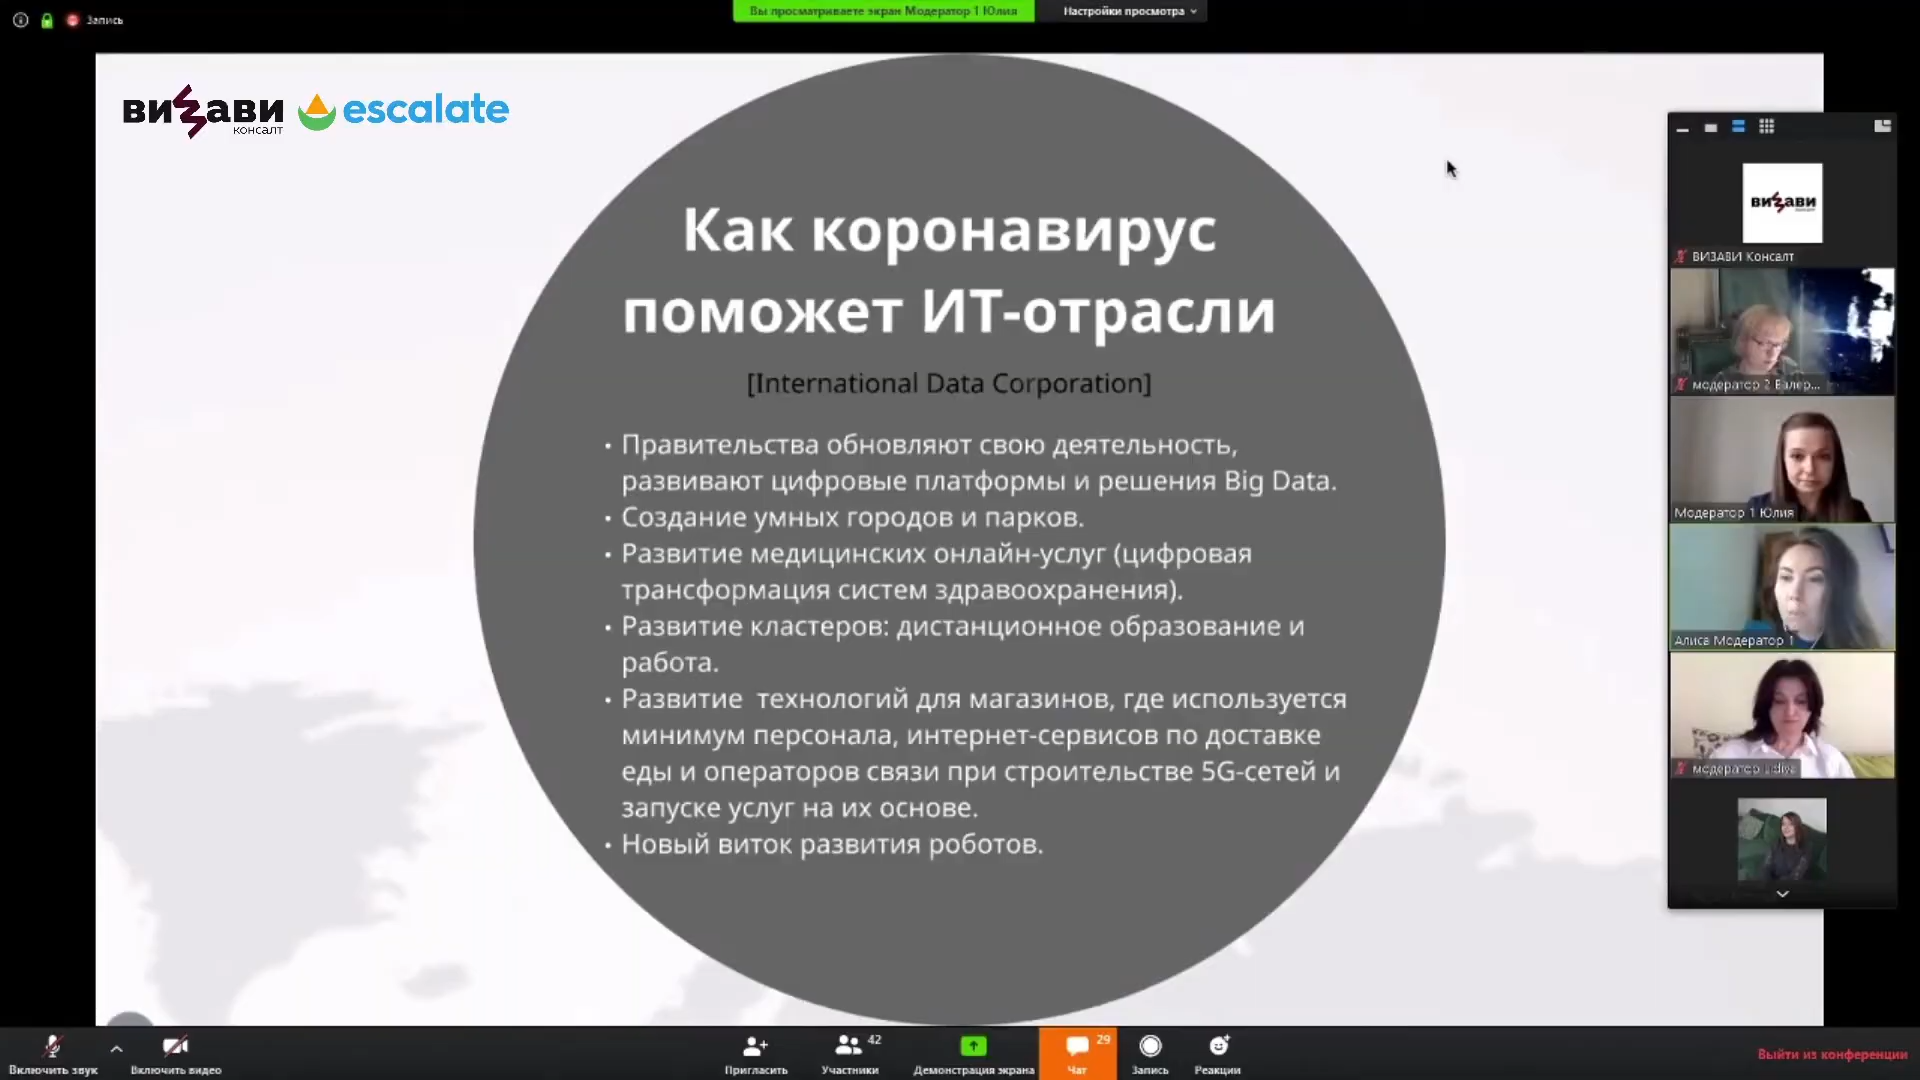 Запись
Вы просматриваете экран Модератор 1 Юлия
Настройки просмотра
визави
консалт
escalate
Как коронавирус
поможет ИТ-отрасли
[International Data Corporation]
• Правительства обновляют свою деятельность,
развивают цифровые платформы и решения Big Data.
• Создание умных городов и парков.
• Развитие медицинских онлайн-услуг (цифровая
трансформация систем здравоохранения).
• Развитие кластеров: дистанционное образование и
работа.
• Развитие  технологий для магазинов, где используется
минимум персонала, интернет-сервисов по доставке
еды и операторов связи при строительстве 5G-сетей и
запуске услуг на их основе.
• Новый виток развития роботов.
визави
ВИЗАВИ Консалт
модератор 2 Валер...
Модератор 1 Юлия
Алиса Модератор 1
модератор Lidiya
Включить звук
Включить видео
Пригласить
42
Участники
Демонстрация экрана
29
Чат
Запись
Реакции
Выйти из конференции